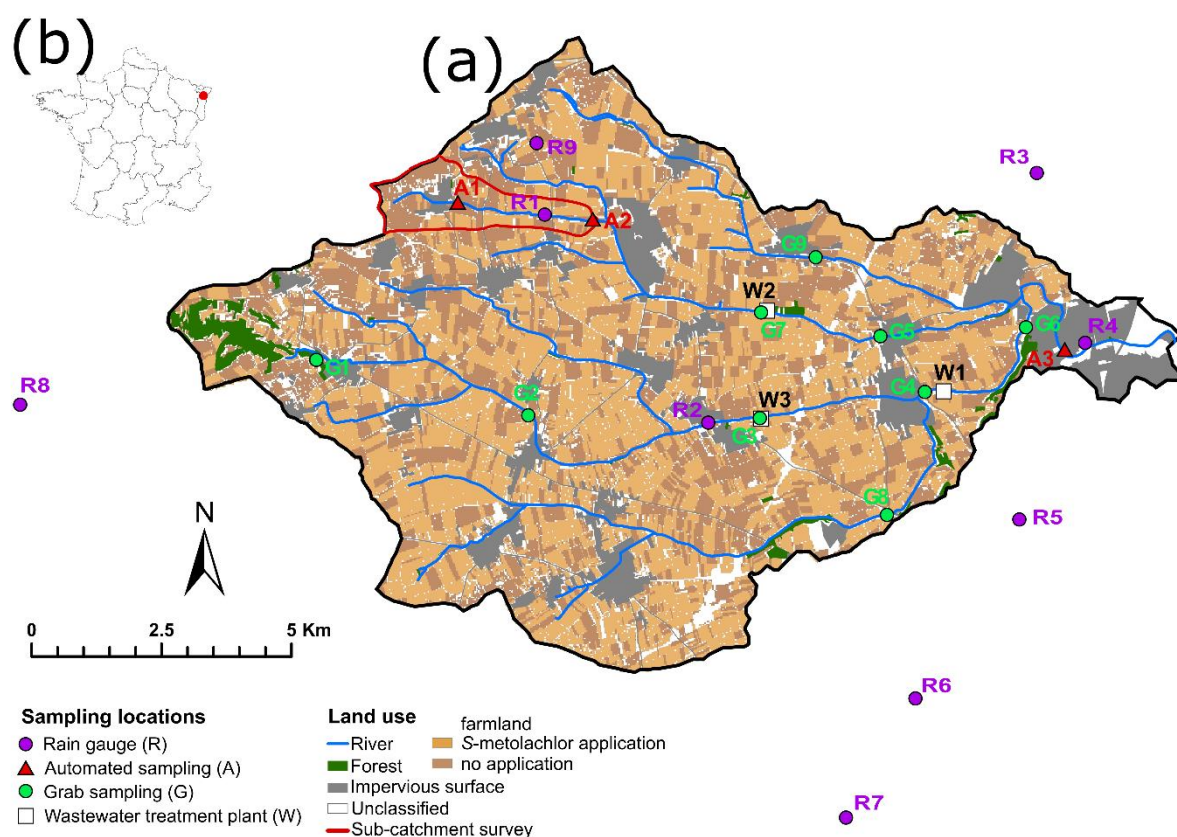 (b)
(a)
R9
R3
A1
R1
A2
G9
W2
G7
G5
G6
R4
A3
G1
R8
G2
R2
W3
G3
G4
W1
G8
R5
N
0 2.5 5 Km
R6
R7
Sampling locations
Rain gauge (R)
Automated sampling (A)
Grab sampling (G)
Wastewater treatment plant (W)
Land use
River
Forest
Impervious surface
Unclassified
Sub-catchment survey
farmland
S-metolachlor application
no application